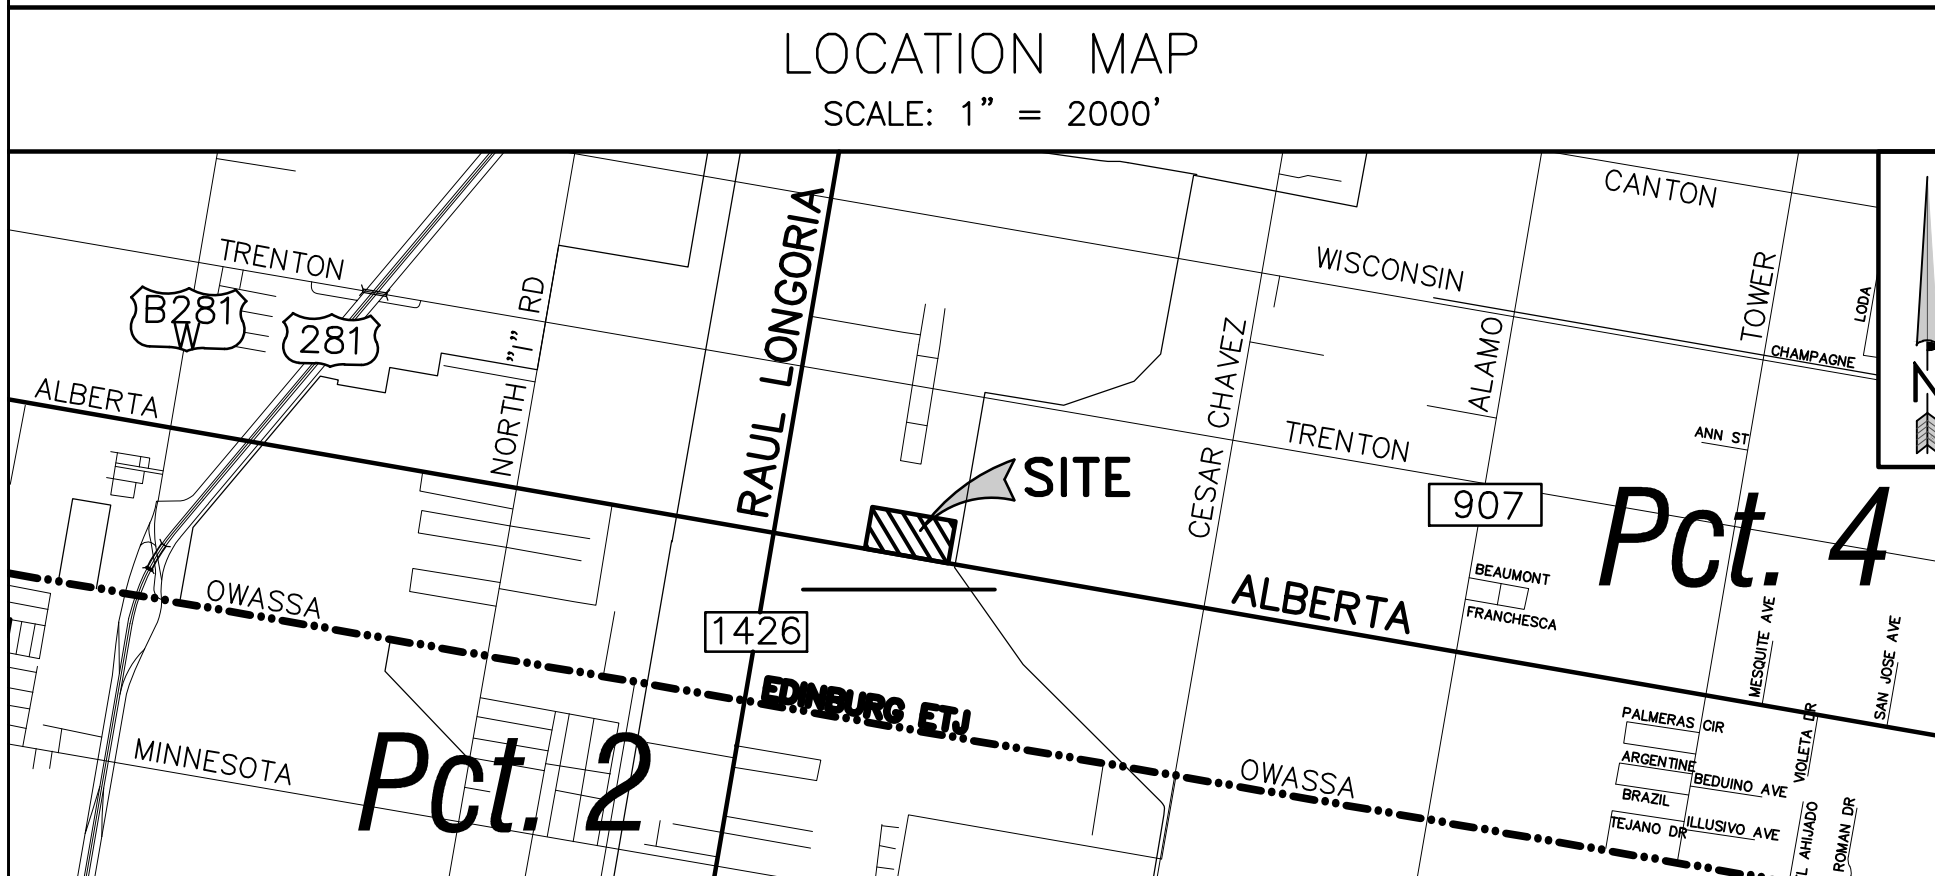 LOCATION MAP
SCALE: 1" = 2000'
CANTON
TRENTON
WISCONSIN
TOWER
LODA
B281
W
281
NORTH "I" RD
RAUL LONGORIA
CESAR CHAVEZ
ALAMO
CHAMPAGNE
N
ALBERTA
TRENTON
ANN ST
SITE
907
Pct. 4
OWASSA
1426
ALBERTA
BEAUMONT
FRANCHESCA
MESQUITE AVE
SAN JOSE AVE
EDINBURG ETJ
MINNESOTA
Pct. 2
OWASSA
PALMERAS CIR
VIOLETA DR
ARGENTINE
BEDUINO AVE
BRAZIL
TEJANO DR
ILLUSIVO AVE
AHIJADO
ROMAN DR